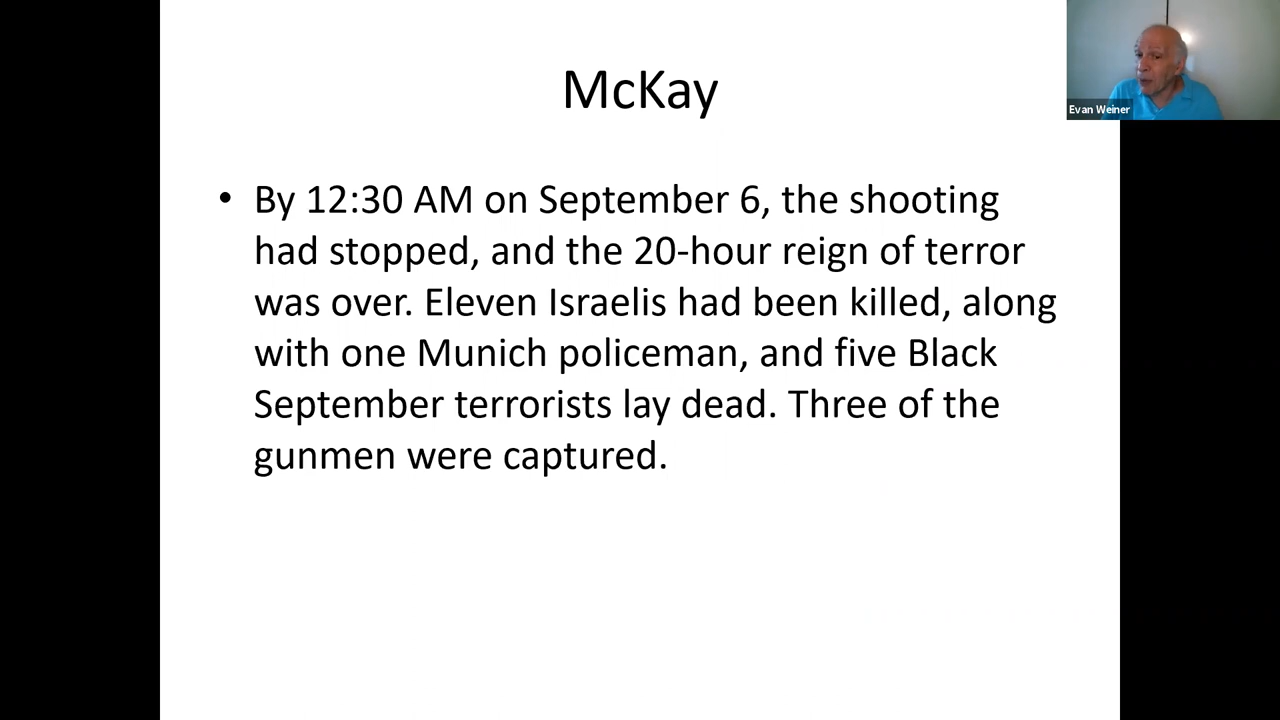 McKay
Evan Weiner
• By 12:30 AM on September 6, the shooting
had stopped, and the 20-hour reign of terror
was over. Eleven Israelis had been killed, along
with one Munich policeman, and five Black
September terrorists lay dead. Three of the
gunmen were captured.